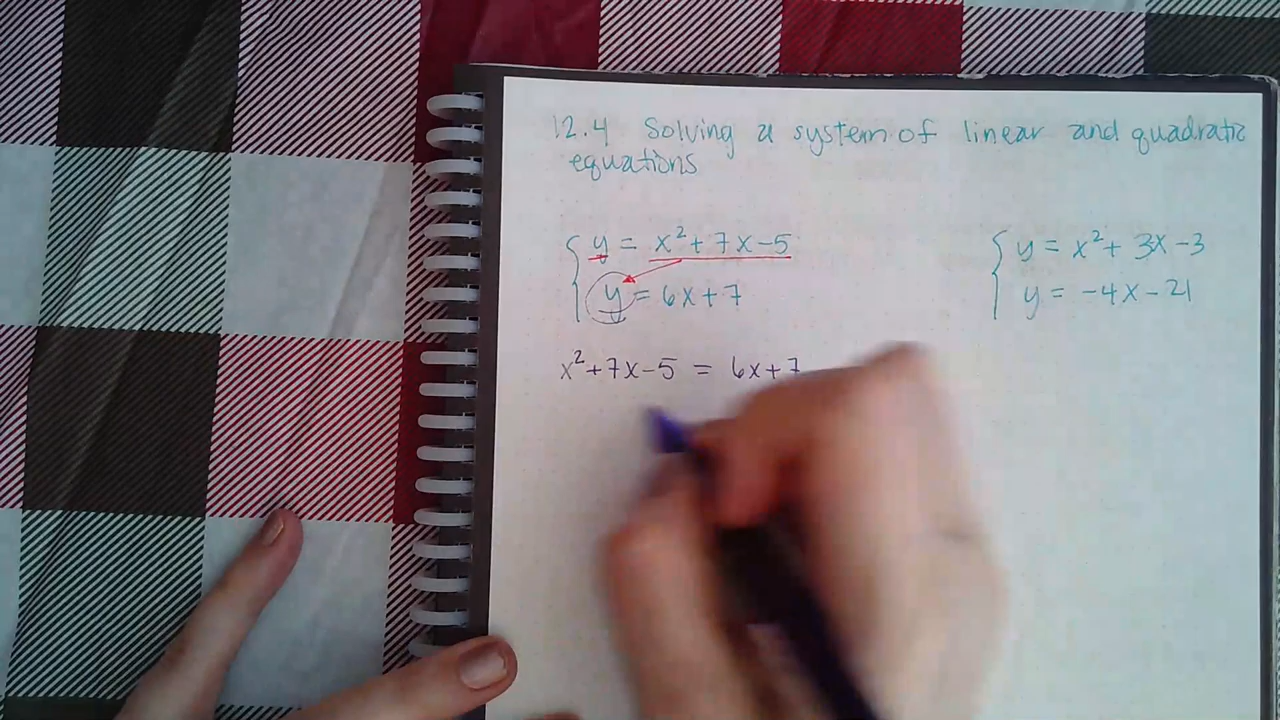 12.4 Solving a system of linear and quadratic
equations
y = x² + 7x - 5
y = 6x + 7
x² + 7x - 5 = 6x + 7
y = x² + 3x - 3
y = -4x - 21